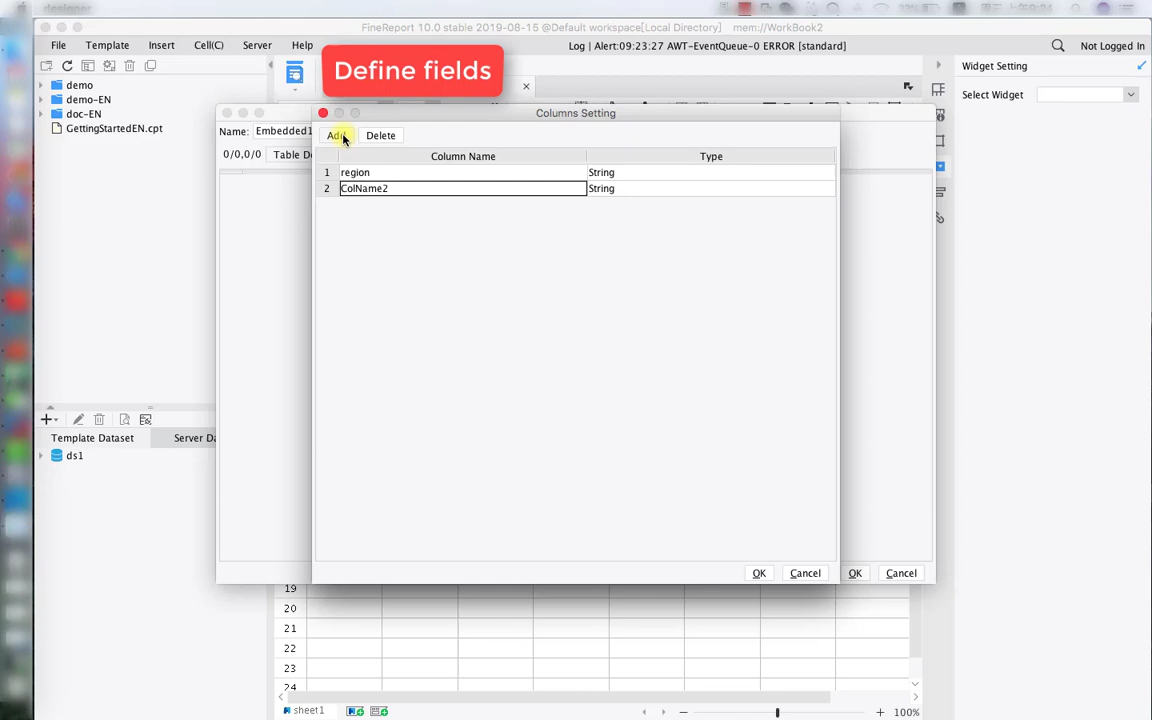 designer
33%
FineReport 10.0 stable 2019-08-15 @Default workspace[Local Directory] mem://WorkBook2
File Template Insert Cell(C) Server Help
Log | Alert:09:23:27 AWT-EventQueue-0 ERROR [standard]
Not Logged In
Define fields
demo
demo-EN
doc-EN
GettingStartedEN.cpt
Widget Setting
Select Widget
Columns Setting
Name: Embedded1
Add Delete
0/0,0/0 Table D
Column Name Type
1 region String
2 ColName2 String
Template Dataset Server Da
ds1
OK Cancel OK Cancel
19
20
21
22
23
24
sheet1
100%